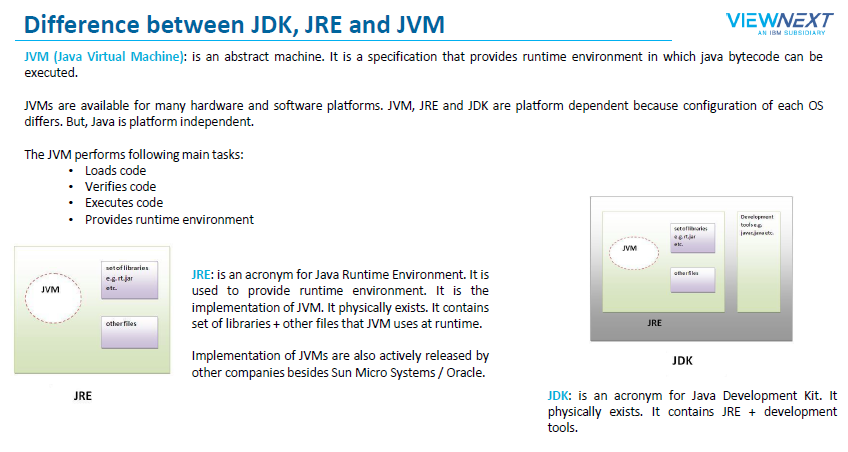 Difference between JDK, JRE and JVM
VIEWNEXT
AN IBM SUBSIDIARY
JVM (Java Virtual Machine): is an abstract machine. It is a specification that provides runtime environment in which java bytecode can be
executed.
JVMs are available for many hardware and software platforms. JVM, JRE and JDK are platform dependent because configuration of each OS
differs. But, Java is platform independent.
The JVM performs following main tasks:
• Loads code
• Verifies code
• Executes code
• Provides runtime environment
JVM
set of libraries
e.g. rt.jar
etc.
other files
JRE
JRE: is an acronym for Java Runtime Environment. It is
used to provide runtime environment. It is the
implementation of JVM. It physically exists. It contains
set of libraries + other files that JVM uses at runtime.
Implementation of JVMs are also actively released by
other companies besides Sun Micro Systems / Oracle.
JVM
set of libraries
e.g. rt.jar
etc.
other files
Development
tools e.g.
javac,java etc.
JRE
JDK
JDK: is an acronym for Java Development Kit. It
physically exists. It contains JRE + development
tools.